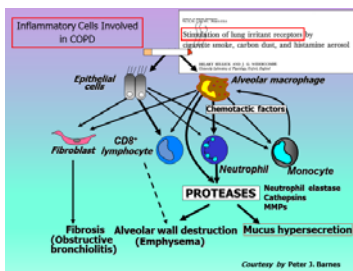 Inflammatory Cells Involved
in COPD
Stimulation of lung irritant receptors by
cigarette smoke, carbon dust, and histamine aerosol
Epithelial
cells
Alveolar macrophage
Chemotactic factors
Fibroblast
CD8+
lymphocyte
Neutrophil
Monocyte
PROTEASES
Neutrophil elastase
Cathepsins
MMPs
Fibrosis
(Obstructive
bronchiolitis)
Alveolar wall destruction
(Emphysema)
Mucus hypersecretion
Courtesy by Peter J. Barnes